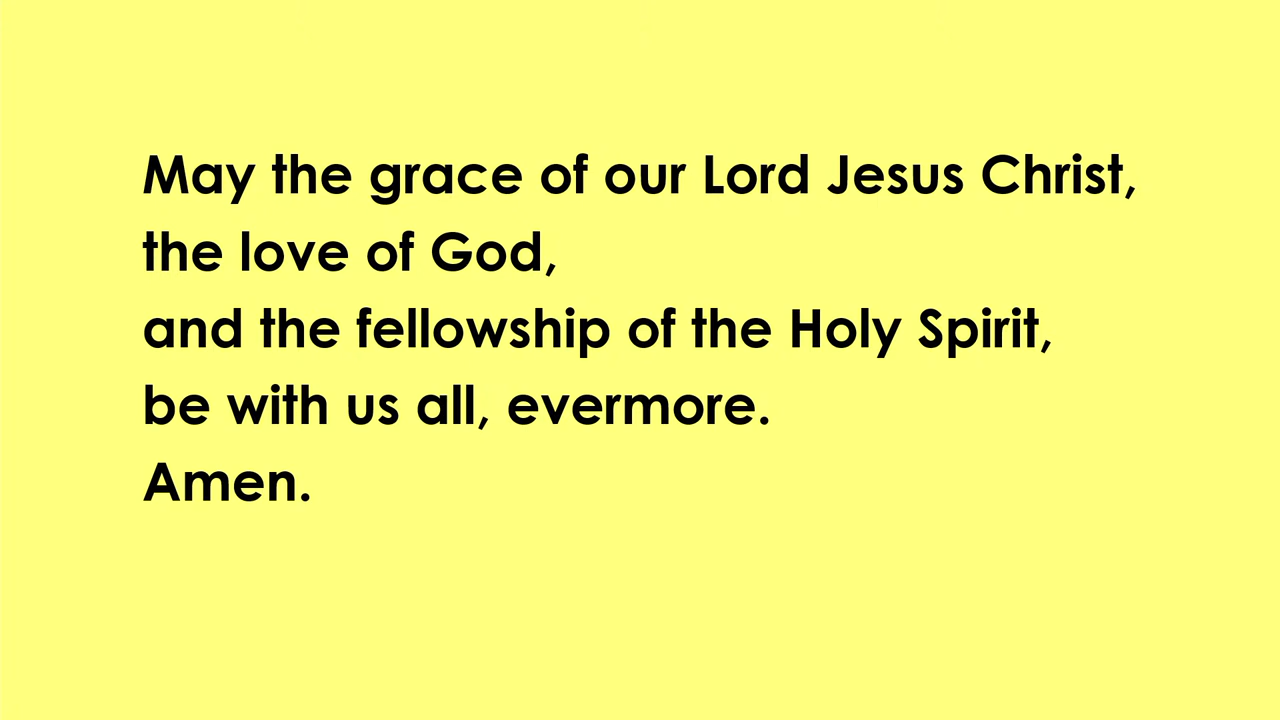 May the grace of our Lord Jesus Christ,
the love of God,
and the fellowship of the Holy Spirit,
be with us all, evermore.
Amen.